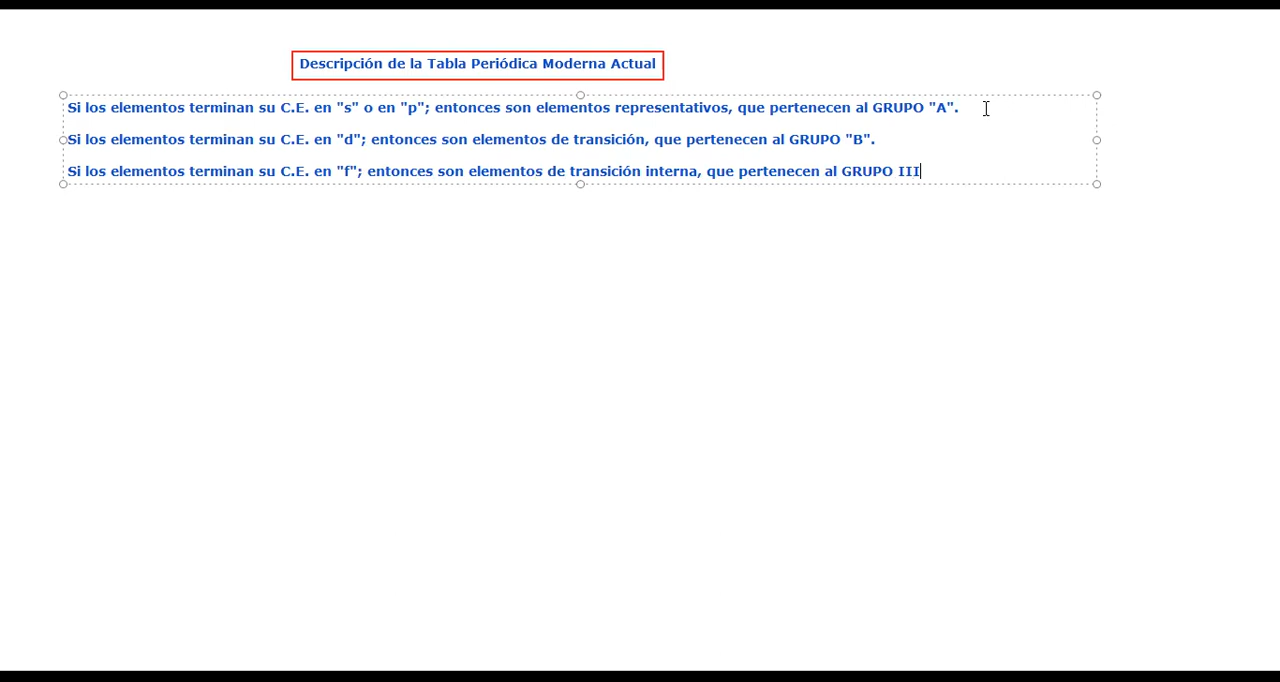 Descripción de la Tabla Periódica Moderna Actual
Si los elementos terminan su C.E. en "s" o en "p"; entonces son elementos representativos, que pertenecen al GRUPO "A".
Si los elementos terminan su C.E. en "d"; entonces son elementos de transición, que pertenecen al GRUPO "B".
Si los elementos terminan su C.E. en "f"; entonces son elementos de transición interna, que pertenecen al GRUPO III